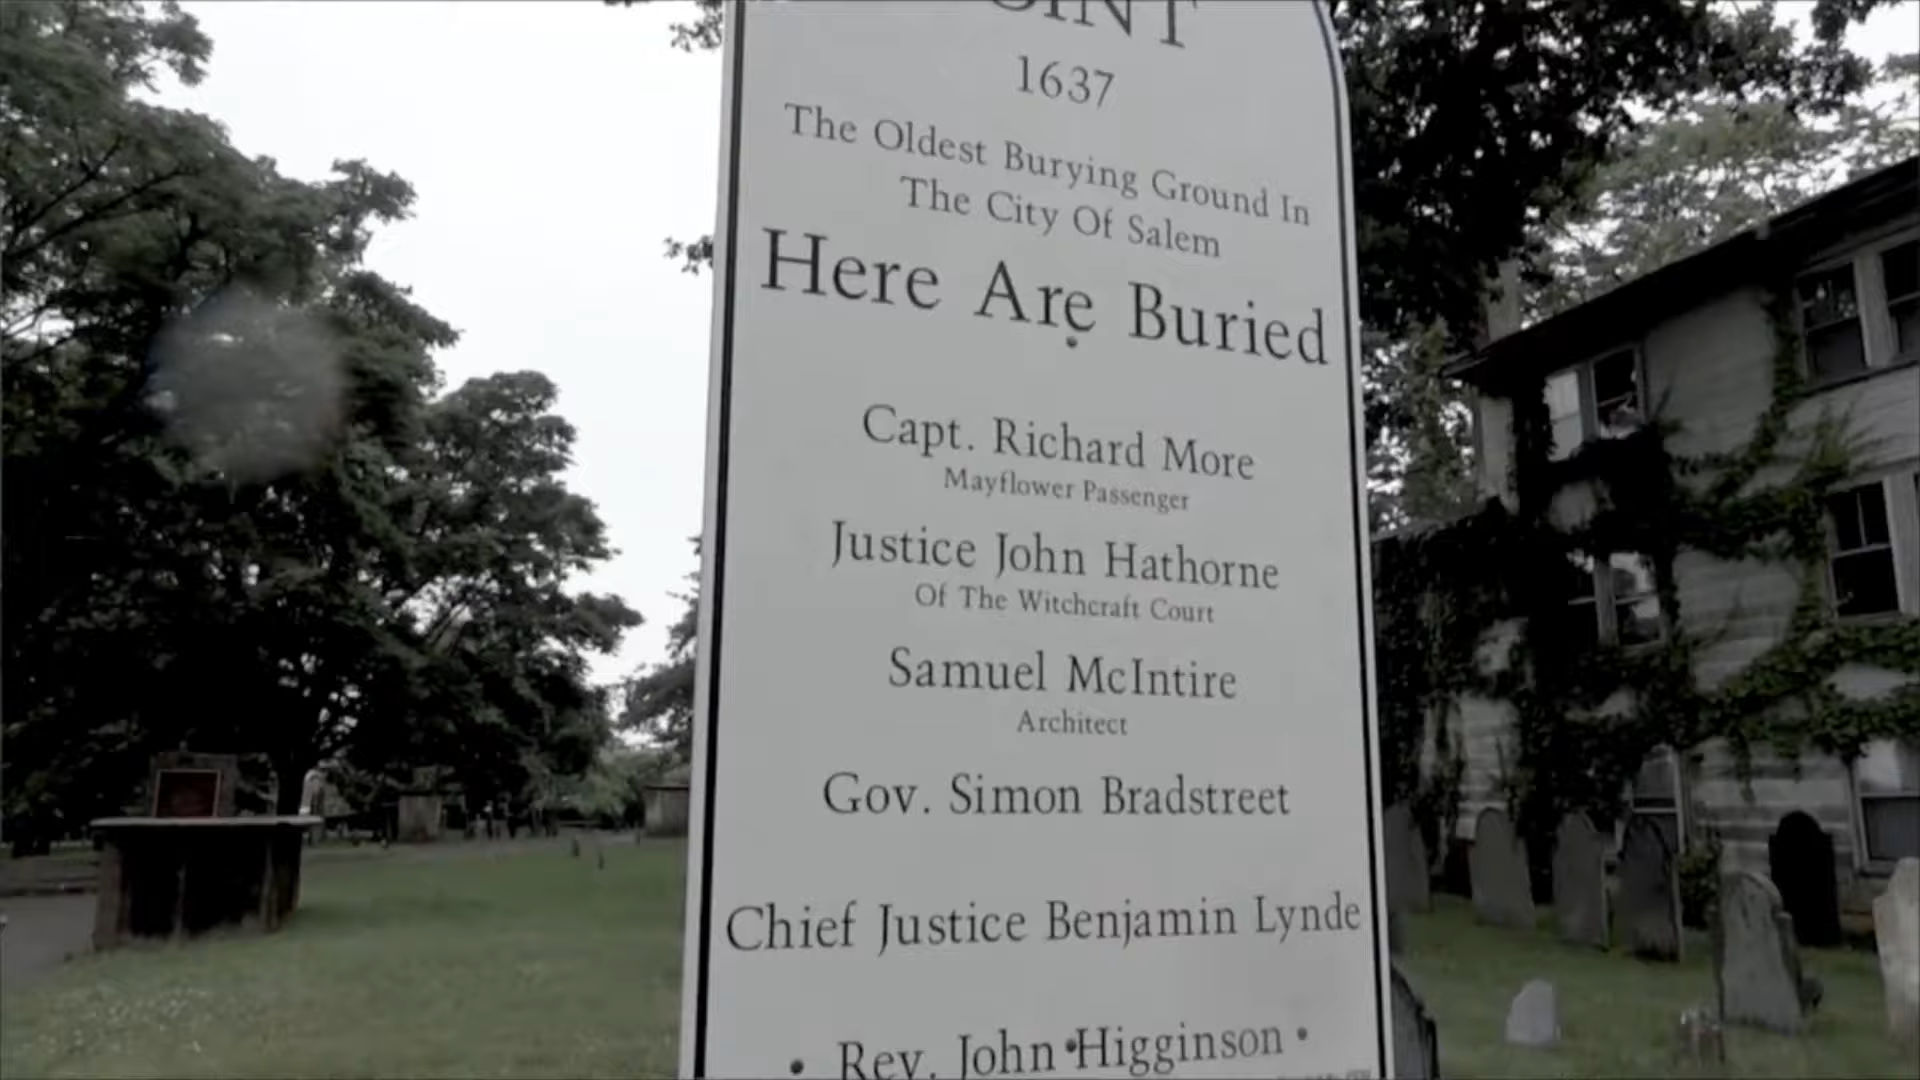 1637
The Oldest Burying Ground In
The City Of Salem
Here Are Buried
Capt. Richard More
Mayflower Passenger
Justice John Hathorne
Of The Witchcraft Court
Samuel McIntire
Architect
Gov. Simon Bradstreet
Chief Justice Benjamin Lynde
• Rev. John Higginson •